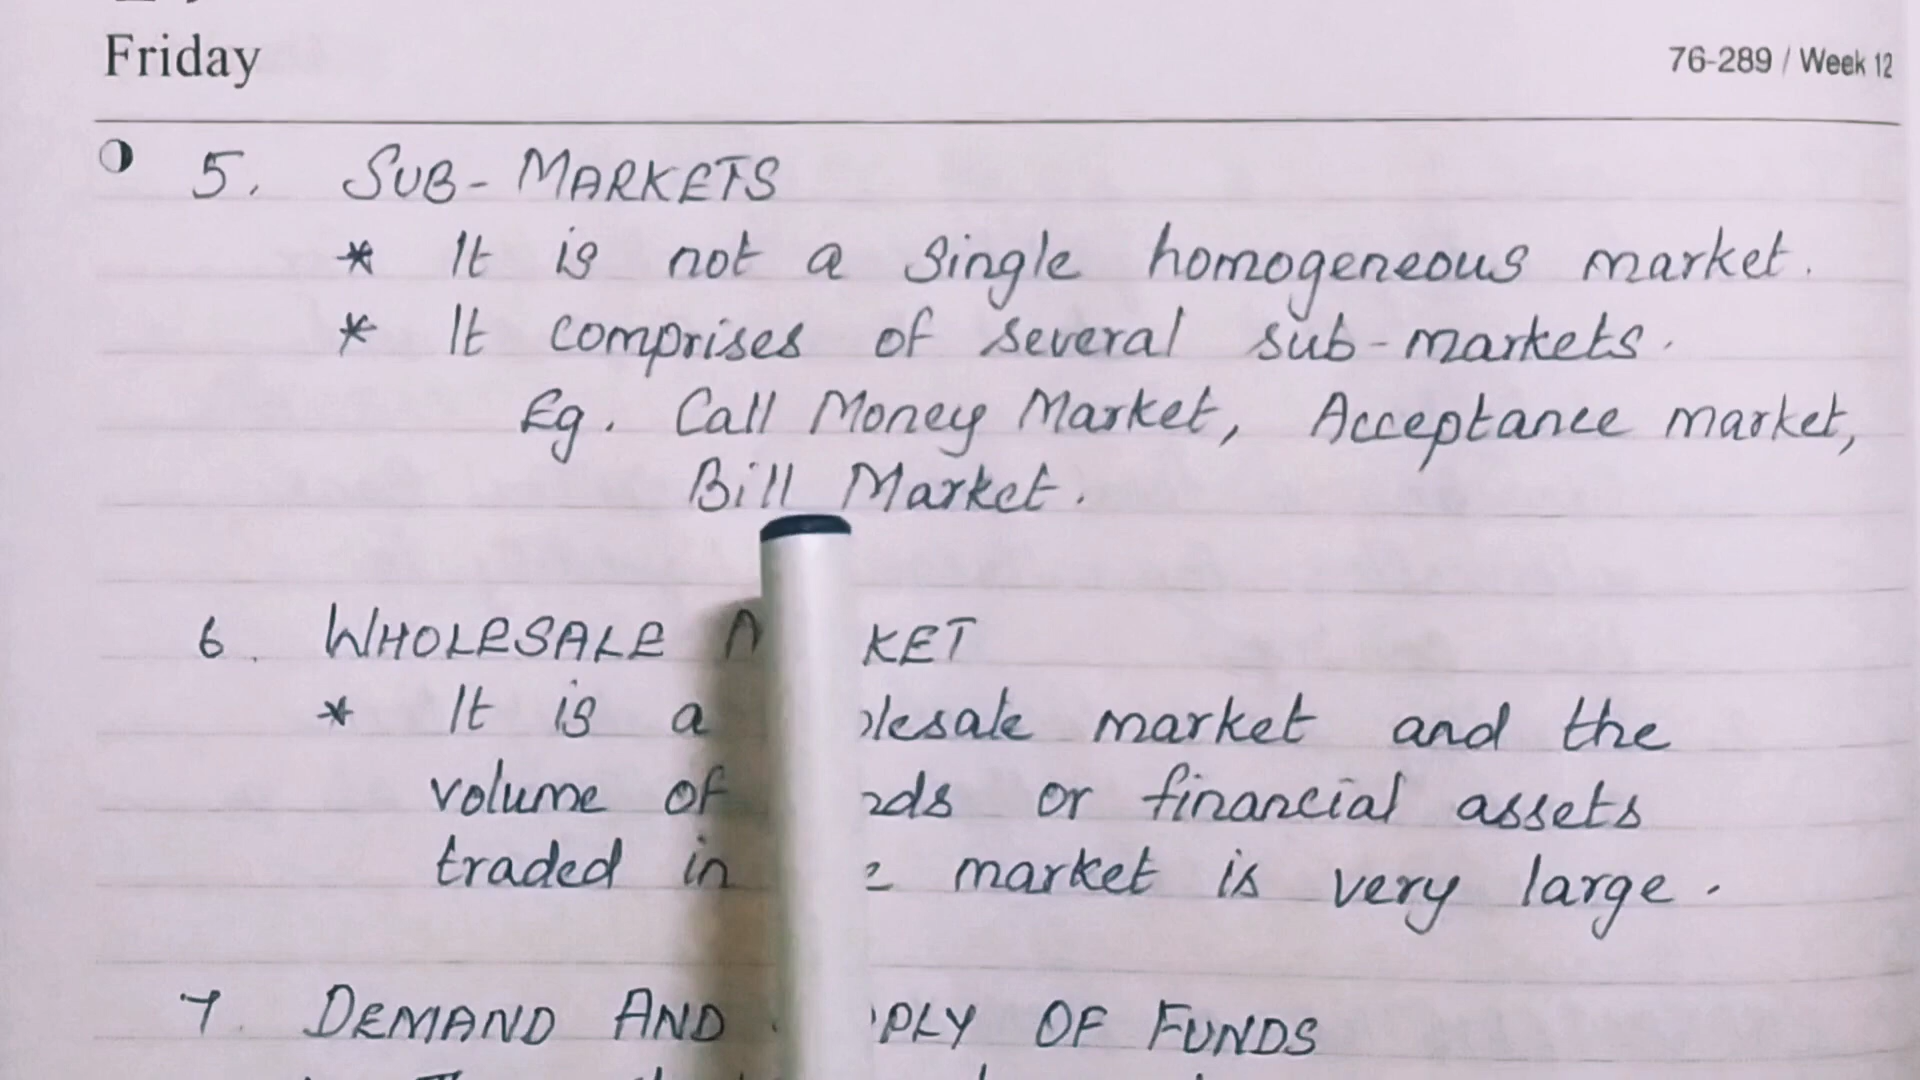 Friday
76-289 / Week 12
5. SUB-MARKETS
* It is not a single homogeneous market.
* It comprises of several sub-markets.
Eg. Call Money Market, Acceptance market,
Bill Market.
6. WHOLESALE KET
* It is a market and the
volume of or financial assets
traded in market is very large.
7. DEMAND AND OF FUNDS